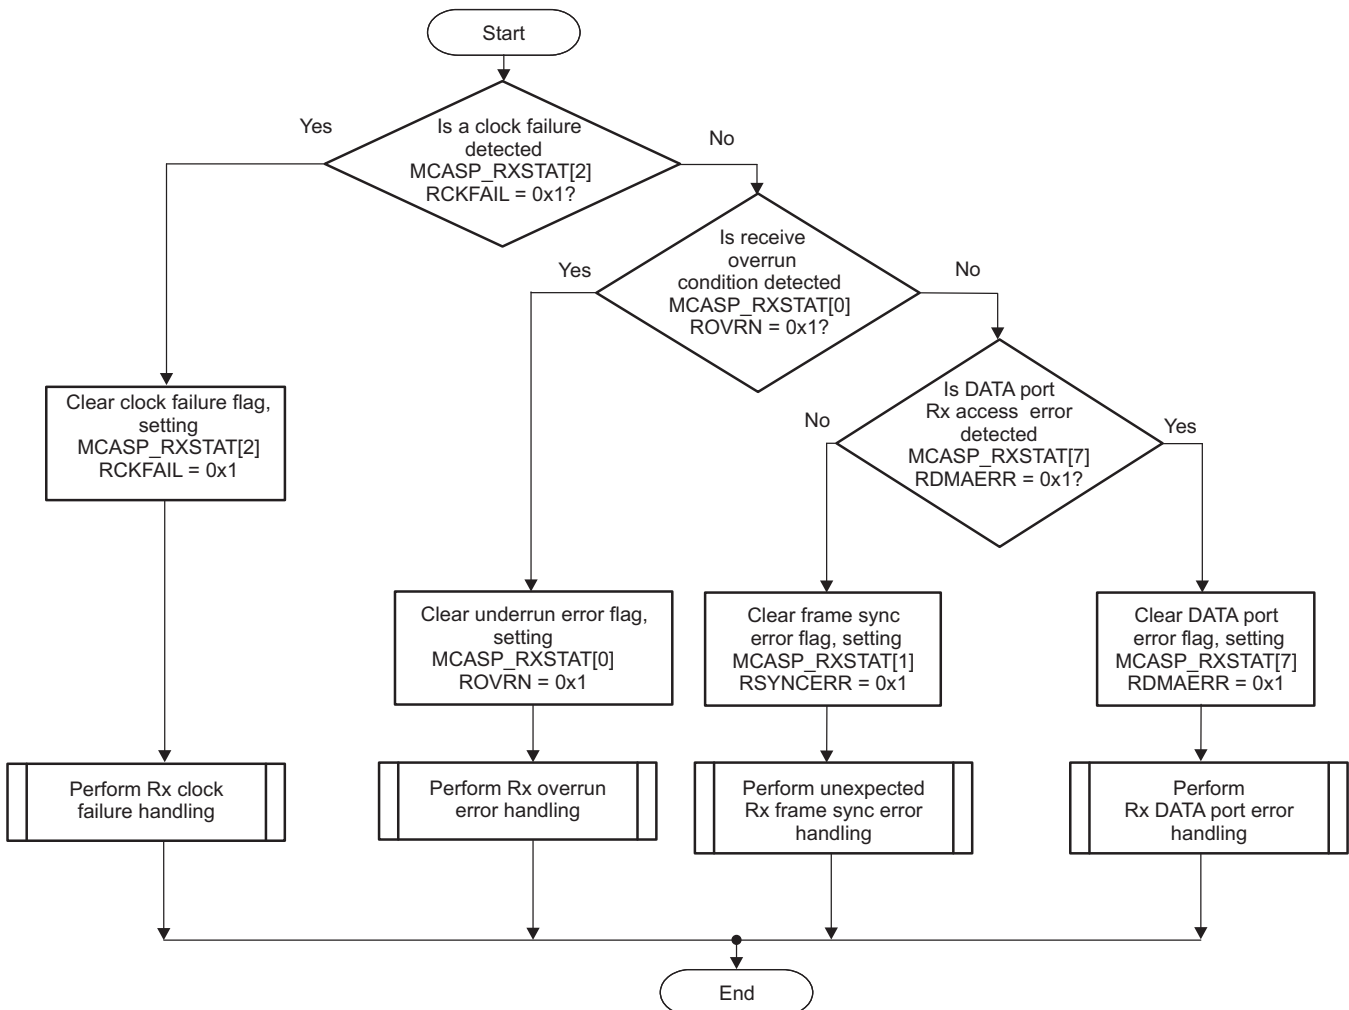 Start
Yes
Is a clock failure
detected
MCASP_RXSTAT[2]
RCKFAIL = 0x1?
No
Is receive
overrun
condition detected
MCASP_RXSTAT[0]
ROVRN = 0x1?
Yes
No
Is DATA port
Rx access error
detected
MCASP_RXSTAT[7]
RDMAERR = 0x1?
No
Yes
Clear clock failure flag,
setting
MCASP_RXSTAT[2]
RCKFAIL = 0x1
Clear underrun error flag,
setting
MCASP_RXSTAT[0]
ROVRN = 0x1
Clear frame sync
error flag, setting
MCASP_RXSTAT[1]
RSYNCERR = 0x1
Clear DATA port
error flag, setting
MCASP_RXSTAT[7]
RDMAERR = 0x1
Perform Rx clock
failure handling
Perform Rx overrun
error handling
Perform unexpected
Rx frame sync error
handling
Perform
Rx DATA port error
handling
End